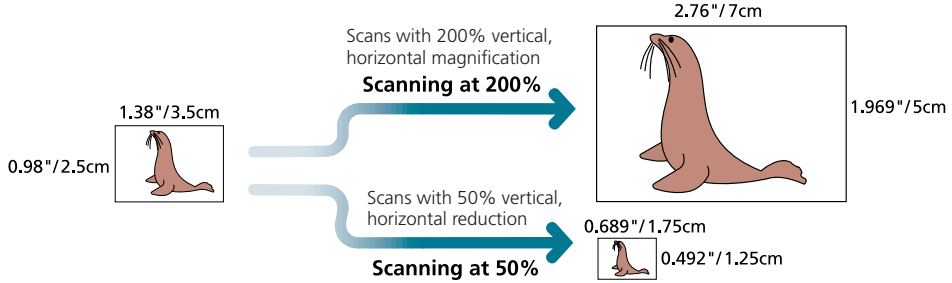 2.76"/7cm
Scans with 200% vertical,
horizontal magnification
Scanning at 200%
1.38"/3.5cm
1.969"/5cm
0.98"/2.5cm
Scans with 50% vertical,
horizontal reduction
0.689"/1.75cm
0.492"/1.25cm
Scanning at 50%